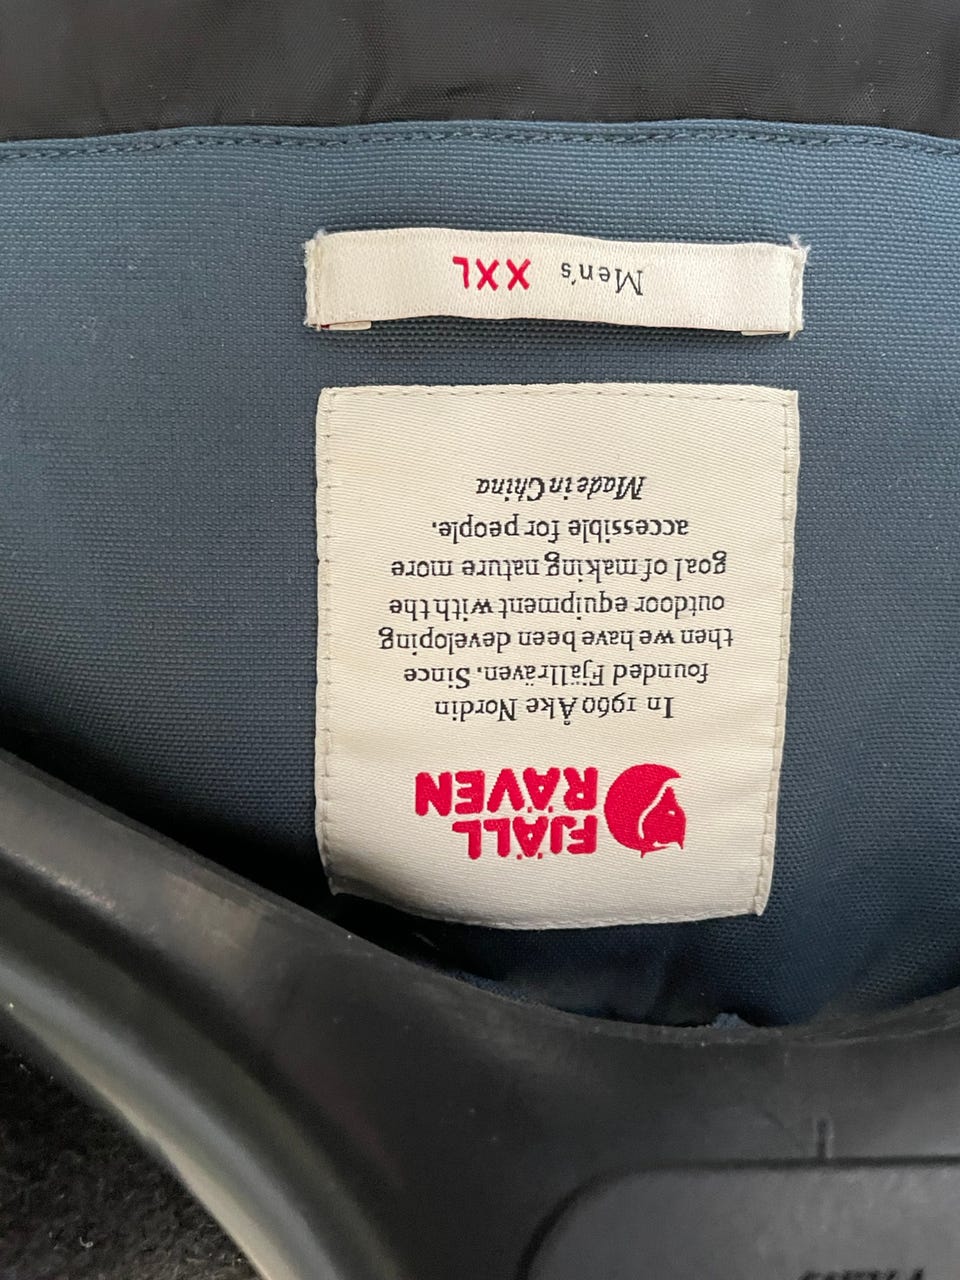 FJÄLL
RÄVEN
In 1960 Åke Nordin
founded Fjällräven. Since
then we have been developing
outdoor equipment with the
goal of making nature more
accessible for people.
Made in China
Men's XXL